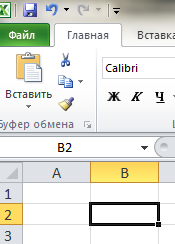 Файл Главная Вставка
Вставить
Calibri
Ж К Ч
Буфер обмена
B2
A B
1
2
3